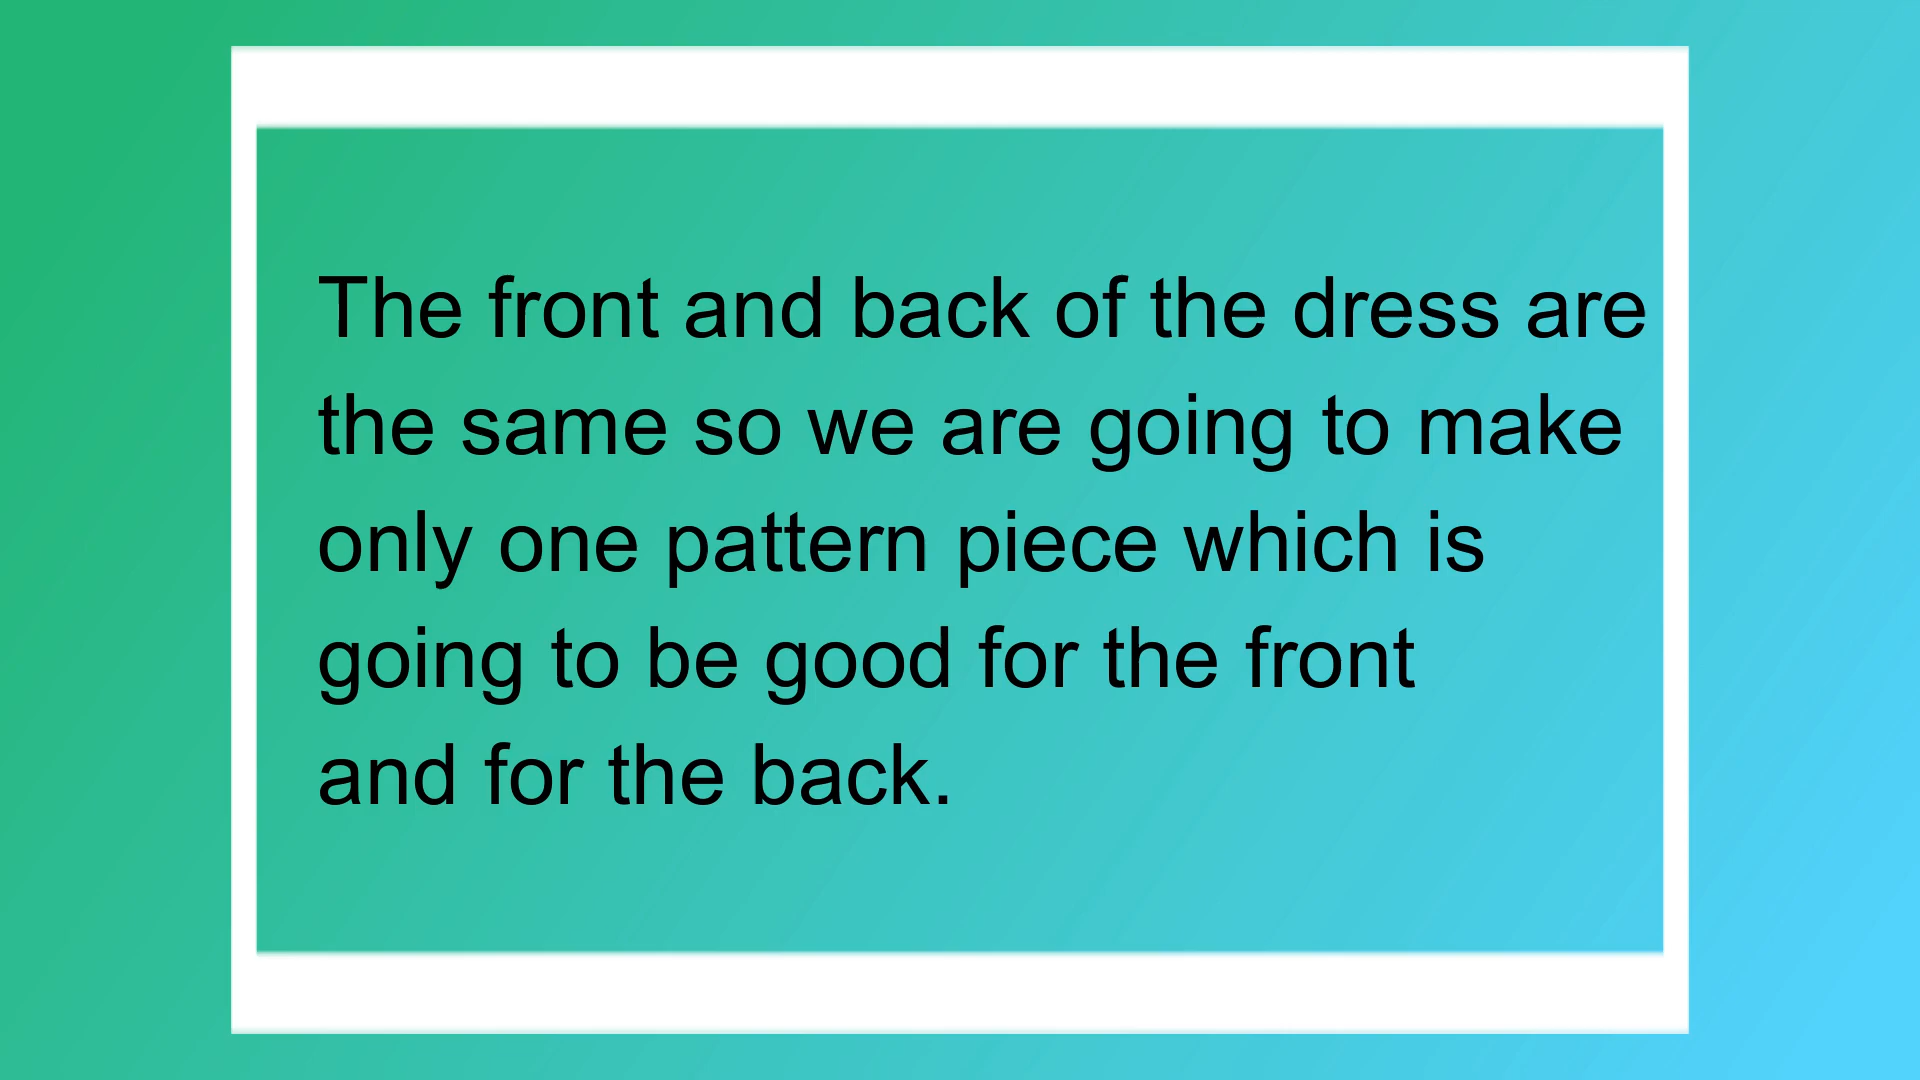 The front and back of the dress are
the same so we are going to make
only one pattern piece which is
going to be good for the front
and for the back.